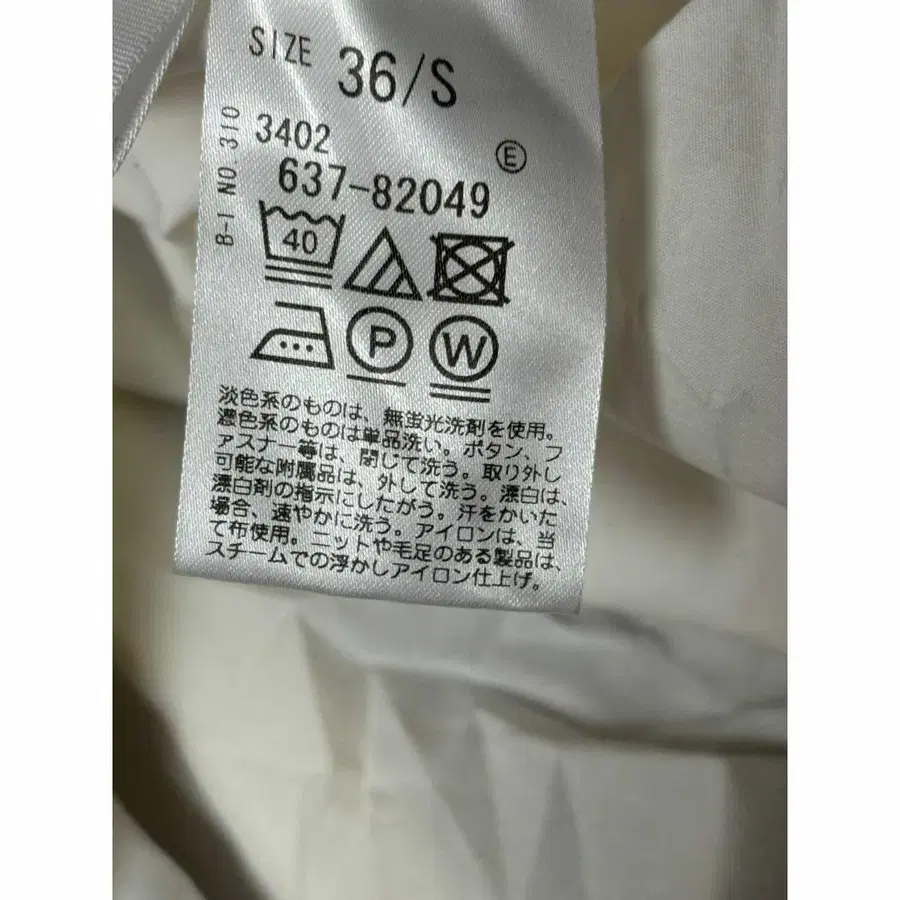 SIZE 36/S
B-I NO.310
3402
E
637-82049
40
P W
淡色系のものは、無蛍光洗剤を使用。
濃色系のものは単品洗い。ボタン、フ
ァスナー等は、閉じて洗う。取り外し
可能な附属品は、外して洗う。漂白は、
漂白剤の指示にしたがう。汗をかいた
場合、速やかに洗う。アイロンは、当
て布使用。ニットや毛足のある製品は、
スチームでの浮かしアイロン仕上げ。